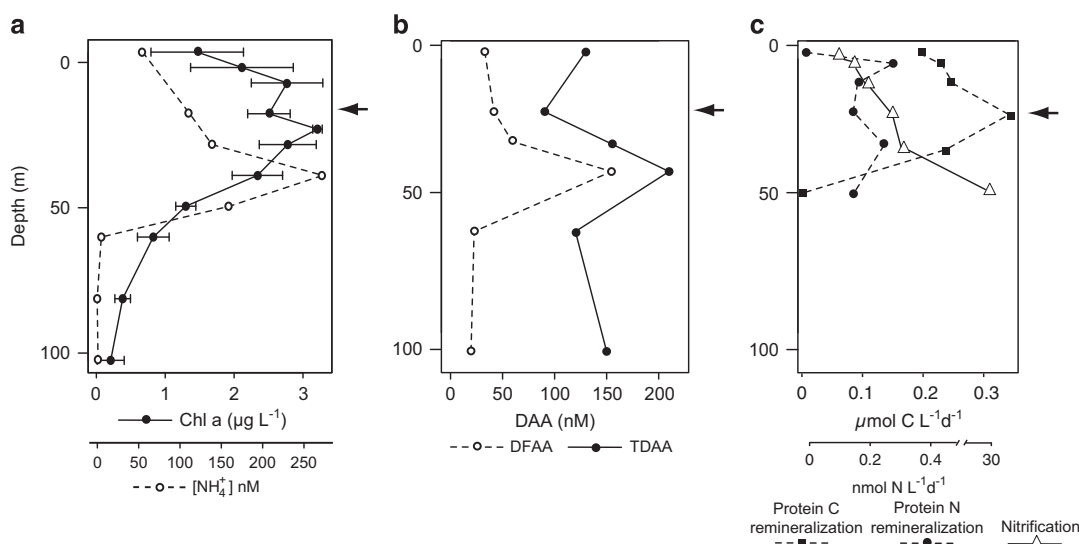 a
b
c
0
50
100
Depth (m)
0 1 2 3
Chl a (µg L⁻¹)
0 50 100 150 200 250
[NH₄⁺] nM
0
50
100
0 50 100 150 200
DAA (nM)
DFAA TDAA
0
50
100
0 0.1 0.2 0.3
µmol C L⁻¹d⁻¹
0 0.2 0.4 30
nmol N L⁻¹d⁻¹
Protein C remineralization
Protein N remineralization
Nitrification